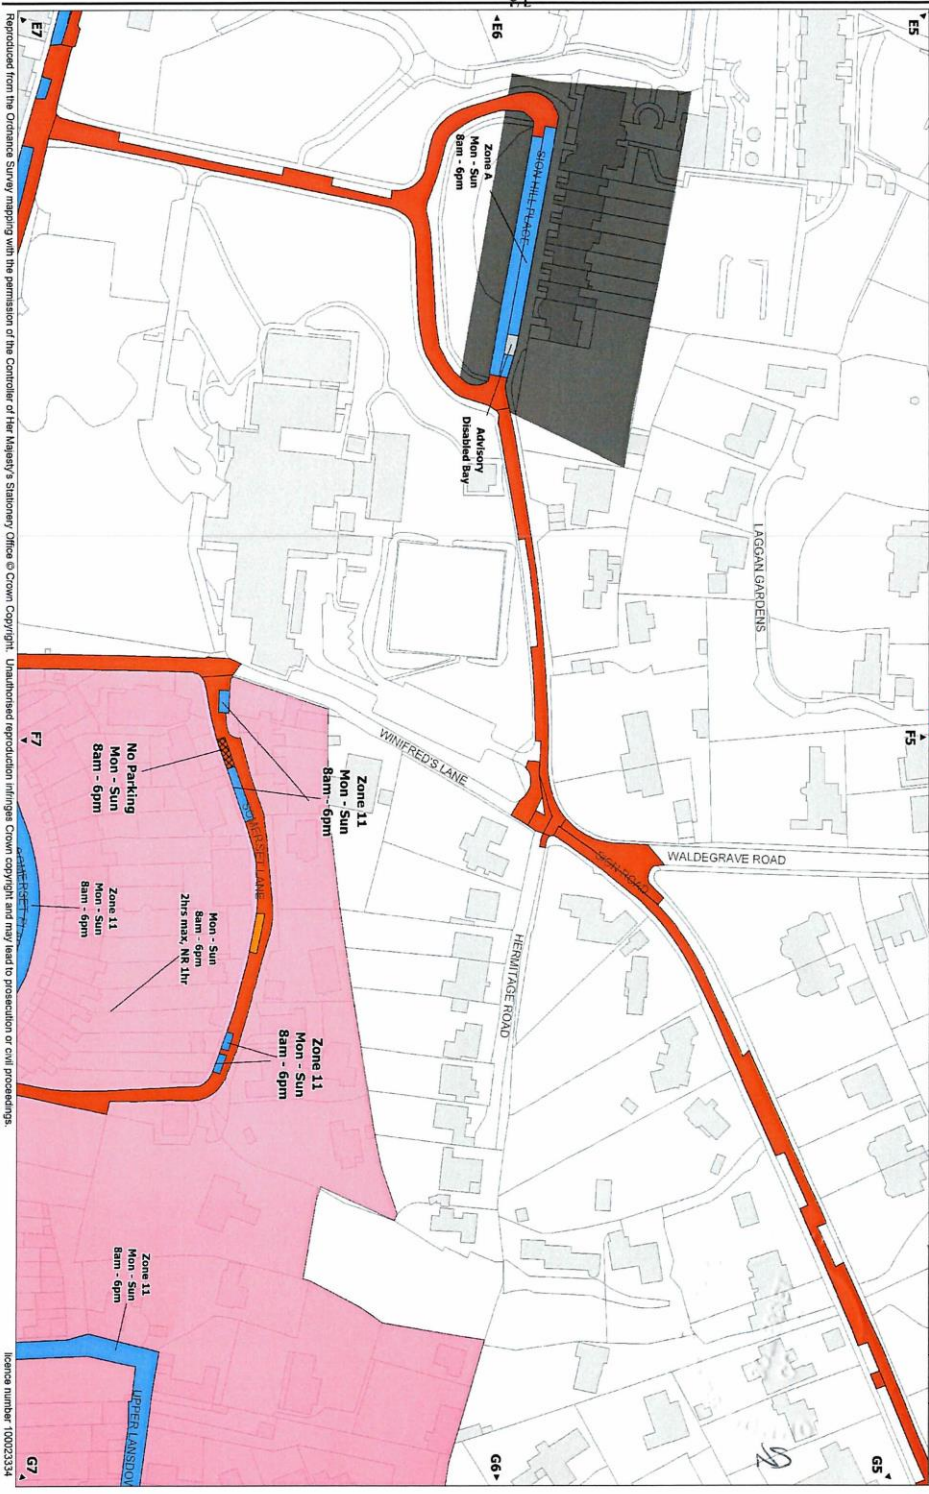 E5
F5
G5
E6
G6
E7
F7
G7
SION HILL PLACE
Zone A
Mon - Sun
8am - 6pm
Advisory
Disabled Bay
LAGGAN GARDENS
WALDEGRAVE ROAD
SION ROAD
WINIFRED'S LANE
HERMITAGE ROAD
Zone 11
Mon - Sun
8am - 6pm
No Parking
Mon - Sun
8am - 6pm
SOMERSET LANE
Mon - Sun
8am - 6pm
2hrs max, NR 1hr
Zone 11
Mon - Sun
8am - 6pm
Zone 11
Mon - Sun
8am - 6pm
Zone 11
Mon - Sun
8am - 6pm
UPPER LANSDOW
Reproduced from the Ordnance Survey mapping with the permission of the Controller of Her Majesty's Stationery Office © Crown Copyright. Unauthorised reproduction infringes Crown copyright and may lead to prosecution or civil proceedings.
licence number 100023334